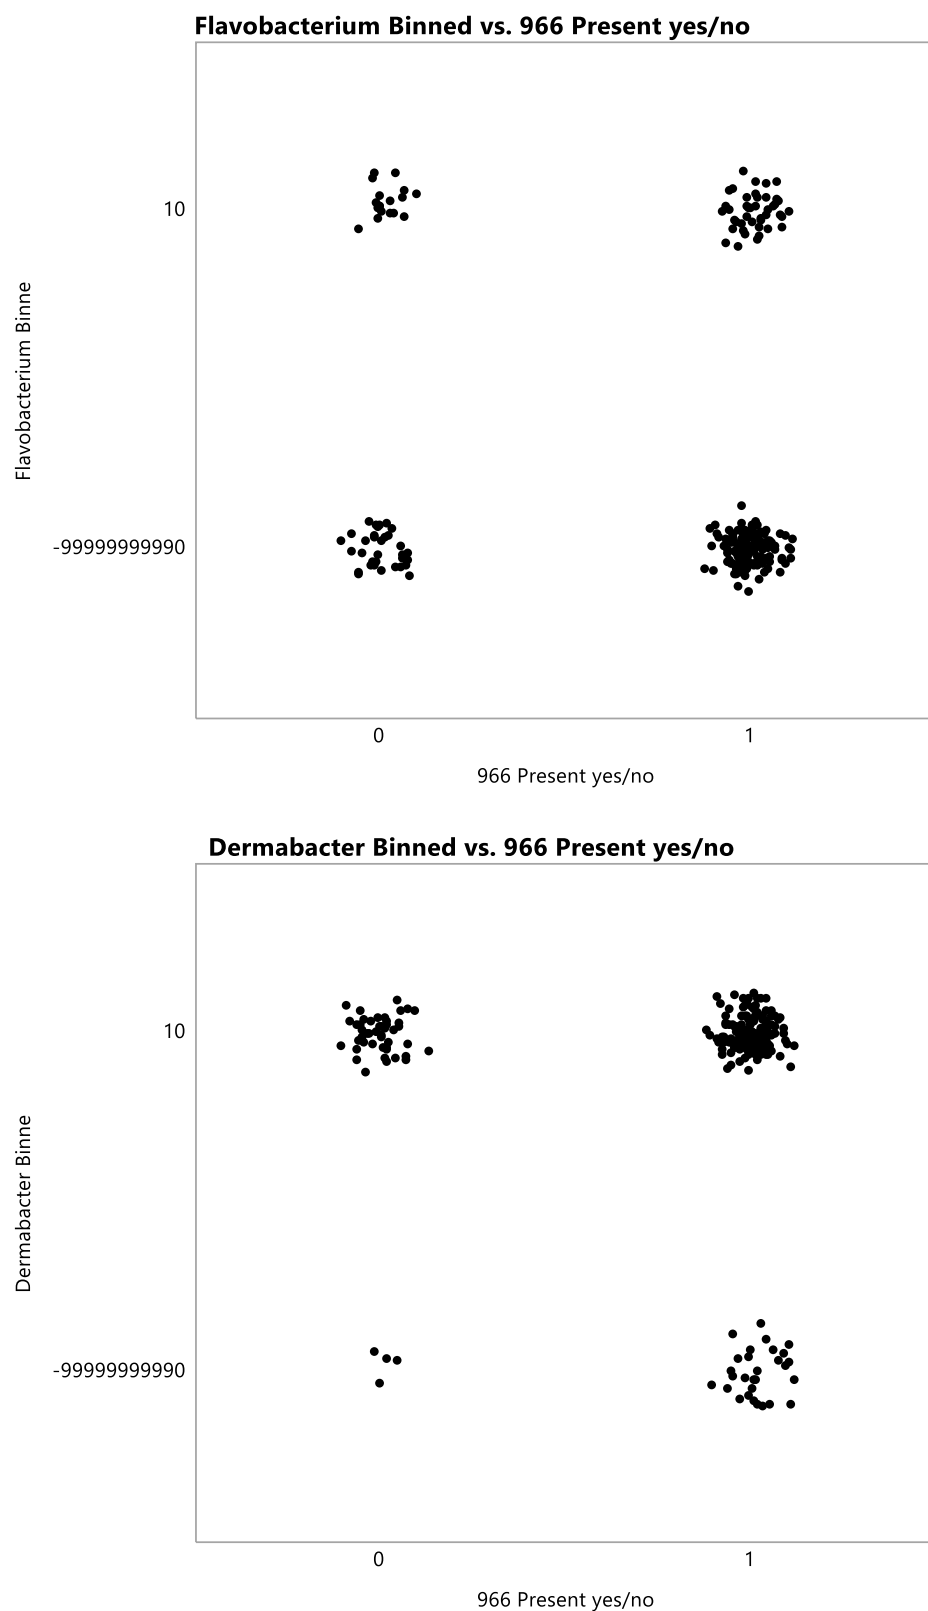 Flavobacterium Binned vs. 966 Present yes/no
Flavobacterium Binne
10
-99999999990
0 1
966 Present yes/no
Dermabacter Binned vs. 966 Present yes/no
Dermabacter Binne
10
-99999999990
0 1
966 Present yes/no